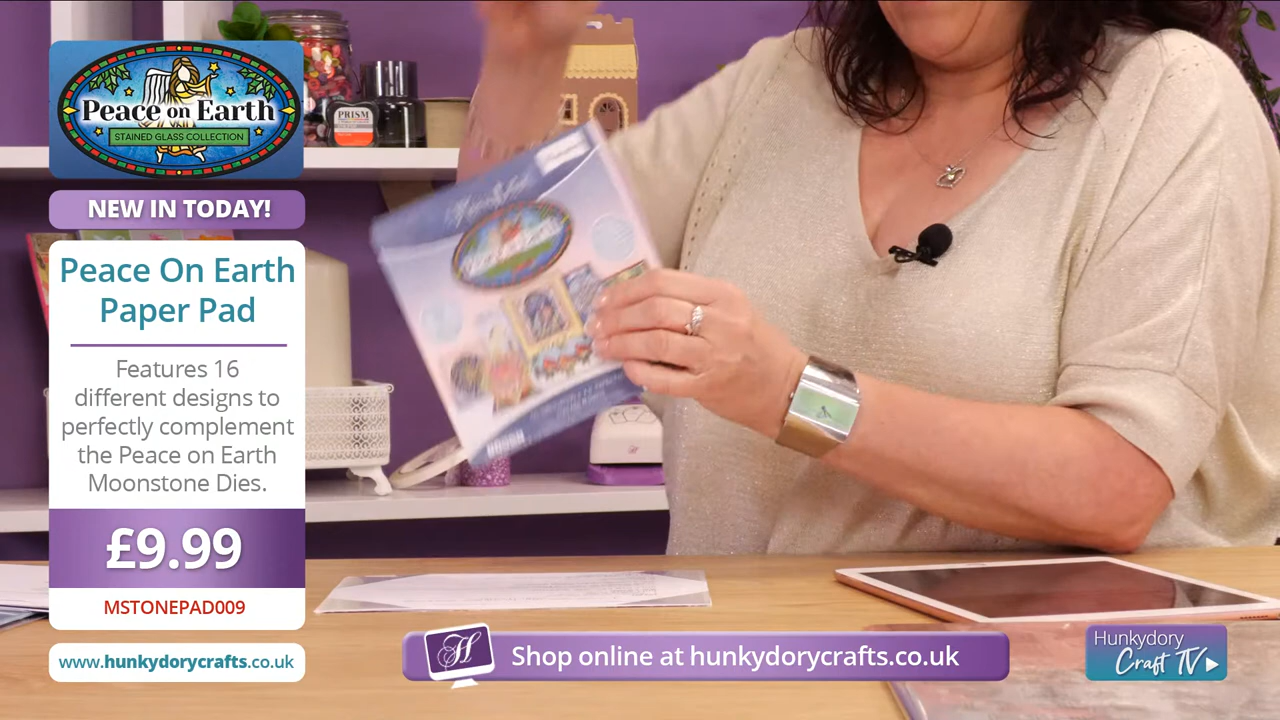 Peace on Earth
STAINED GLASS COLLECTION
NEW IN TODAY!
Peace On Earth
Paper Pad
Features 16
different designs to
perfectly complement
the Peace on Earth
Moonstone Dies.
£9.99
MSTONEPAD009
www.hunkydorycrafts.co.uk
PRISM
H
Shop online at hunkydorycrafts.co.uk
Hunkydory
Craft TV